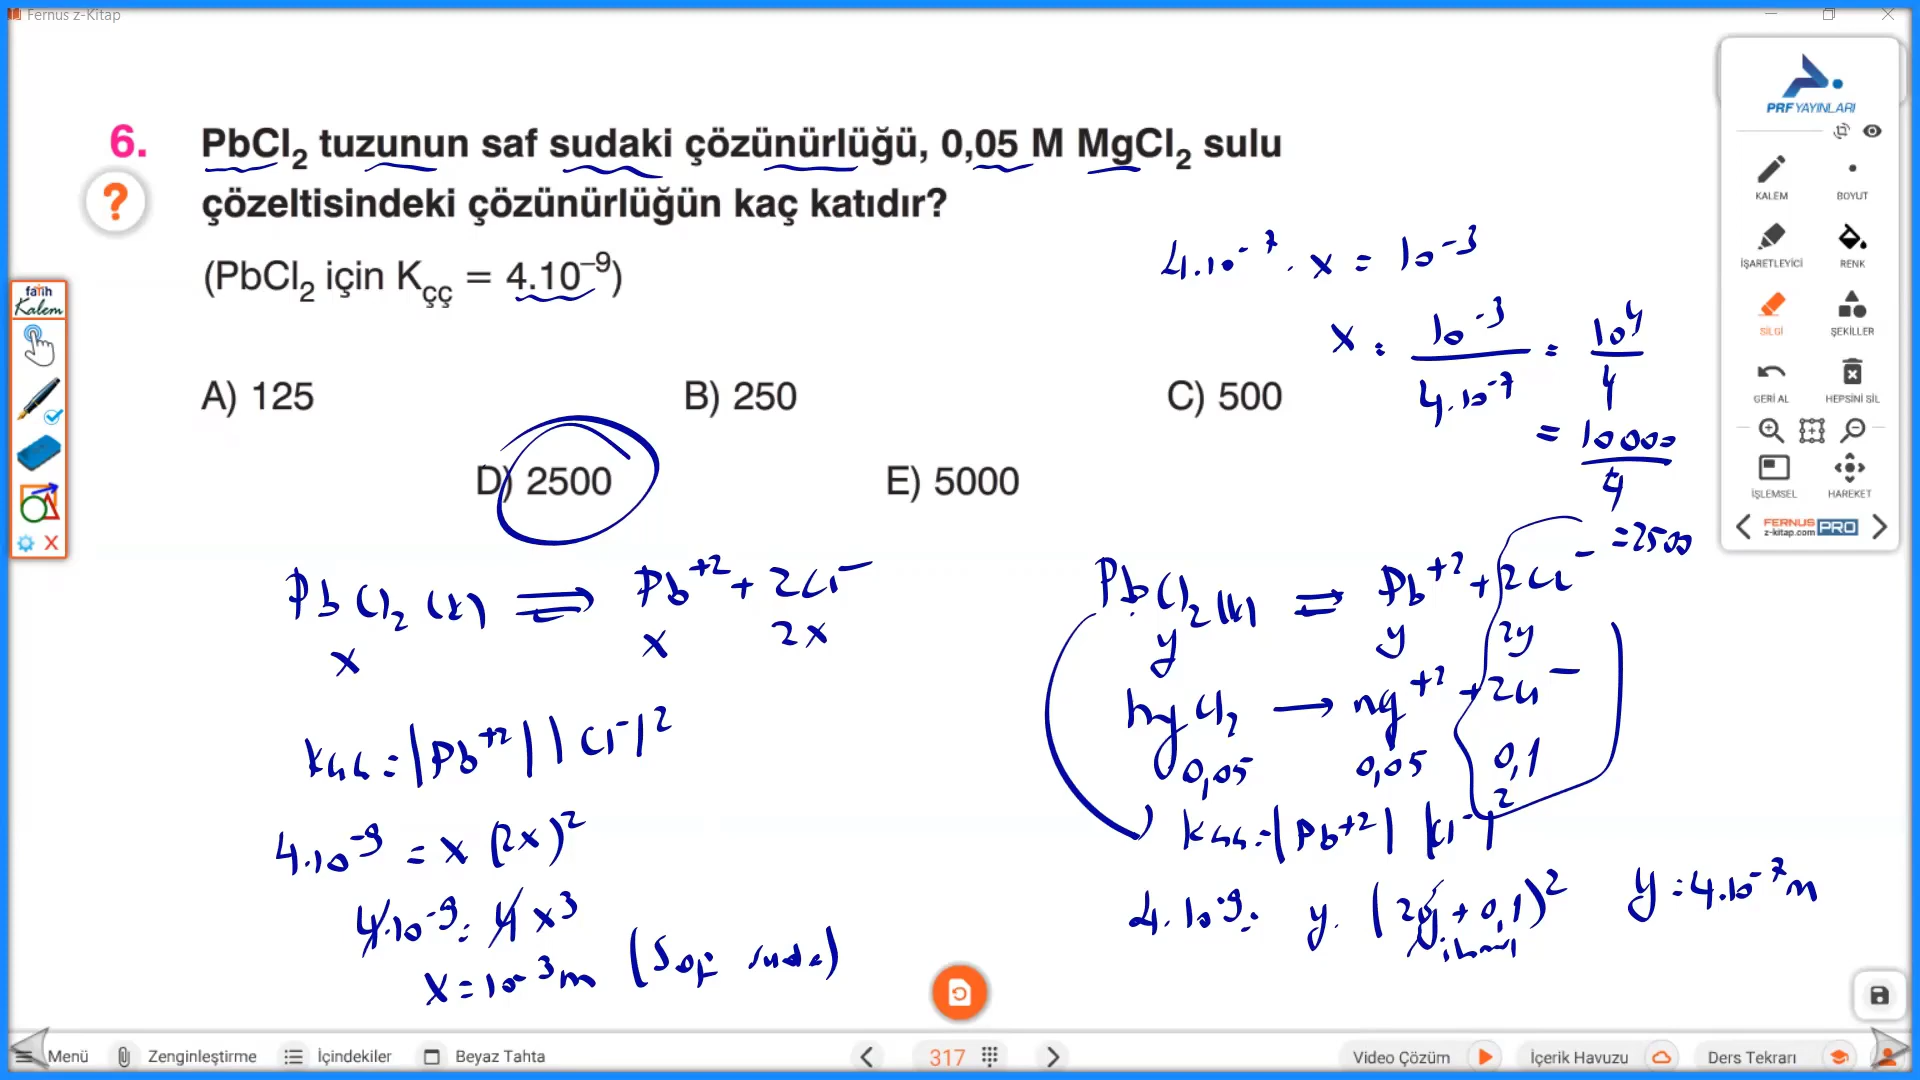 Fernus z-Kitap
6. PbCl₂ tuzunun saf sudaki çözünürlüğü, 0,05 M MgCl₂ sulu
çözeltisindeki çözünürlüğün kaç katıdır?
(PbCl₂ için Kçç = 4.10⁻⁹)
?
A) 125 B) 250 C) 500
D) 2500 E) 5000
4.10⁻⁷ . x = 10⁻³
x = 10⁻³ / 4.10⁻⁷ = 10⁴ / 4
= 10000 / 4
= 2500
PbCl₂(k) ⇌ Pb⁺² + 2Cl⁻
x x 2x
Kçç = |Pb⁺²| |Cl⁻|²
4.10⁻⁹ = x (2x)²
4.10⁻⁹ = 4x³
x = 10⁻³ m (Saf suda)
PbCl₂(k) ⇌ Pb⁺² + 2Cl⁻
y y 2y
MgCl₂ → Mg⁺² + 2Cl⁻
0,05 0,05 0,1
Kçç = |Pb⁺²| |Cl⁻|²
4.10⁻⁹ = y. (2y + 0,1)² y = 4.10⁻⁷ m
ihmal
fatih
Kalem
X
PRF YAYINLARI
KALEM BOYUT
İŞARETLEYİCİ RENK
SİLGİ ŞEKİLLER
GERİ AL HEPSİNİ SİL
İŞLEMSEL HAREKET
FERNUS PRO
z-kitap.com
Menü Zenginleştirme İçindekiler Beyaz Tahta 317 Video Çözüm İçerik Havuzu Ders Tekrarı